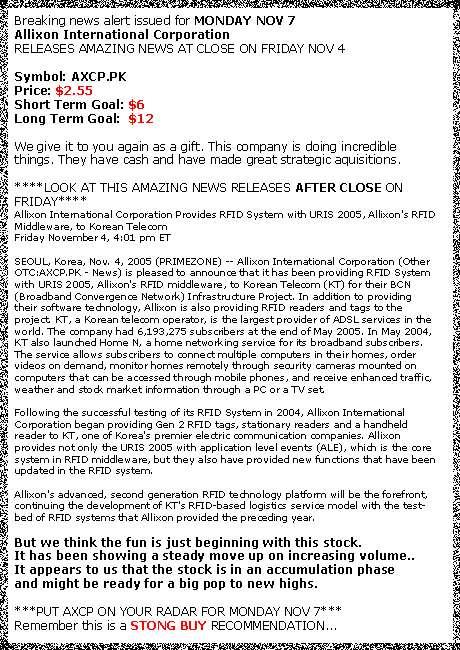 Breaking news alert issued for MONDAY NOV 7
Allixon International Corporation
RELEASES AMAZING NEWS AT CLOSE ON FRIDAY NOV 4
Symbol: AXCP.PK
Price: $2.55
Short Term Goal: $6
Long Term Goal: $12
We give it to you again as a gift. This company is doing incredible
things. They have cash and have made great strategic aquisitions.
****LOOK AT THIS AMAZING NEWS RELEASES AFTER CLOSE ON
FRIDAY****
Allixon International Corporation Provides RFID System with URIS 2005, Allixon's RFID
Middleware, to Korean Telecom
Friday November 4, 4:01 pm ET
SEOUL, Korea, Nov. 4, 2005 (PRIMEZONE) -- Allixon International Corporation (Other
OTC:AXCP.PK - News) is pleased to announce that it has been providing RFID System
with URIS 2005, Allixon's RFID middleware, to Korean Telecom (KT) for their BCN
(Broadband Convergence Network) Infrastructure Project. In addition to providing
their software technology, Allixon is also providing RFID readers and tags to the
project. KT, a Korean telecom operator, is the largest provider of ADSL services in the
world. The company had 6,193,275 subscribers at the end of May 2005. In May 2004,
KT also launched Home N, a home networking service for its broadband subscribers.
The service allows subscribers to connect multiple computers in their homes, order
videos on demand, monitor homes remotely through security cameras mounted on
computers that can be accessed through mobile phones, and receive enhanced traffic,
weather and stock market information through a PC or a TV set.
Following the successful testing of its RFID System in 2004, Allixon International
Corporation began providing Gen 2 RFID tags, stationary readers and a handheld
reader to KT, one of Korea's premier electric communication companies. Allixon
provides not only the URIS 2005 with application level events (ALE), which is the core
system in RFID middleware, but they also have provided new functions that have been
updated in the RFID system.
Allixon's advanced, second generation RFID technology platform will be the forefront,
continuing the development of KT's RFID-based logistics service model with the test-
bed of RFID systems that Allixon provided the preceding year.
But we think the fun is just beginning with this stock.
It has been showing a steady move up on increasing volume..
It appears to us that the stock is in an accumulation phase
and might be ready for a big pop to new highs.
***PUT AXCP ON YOUR RADAR FOR MONDAY NOV 7***
Remember this is a STONG BUY RECOMMENDATION...